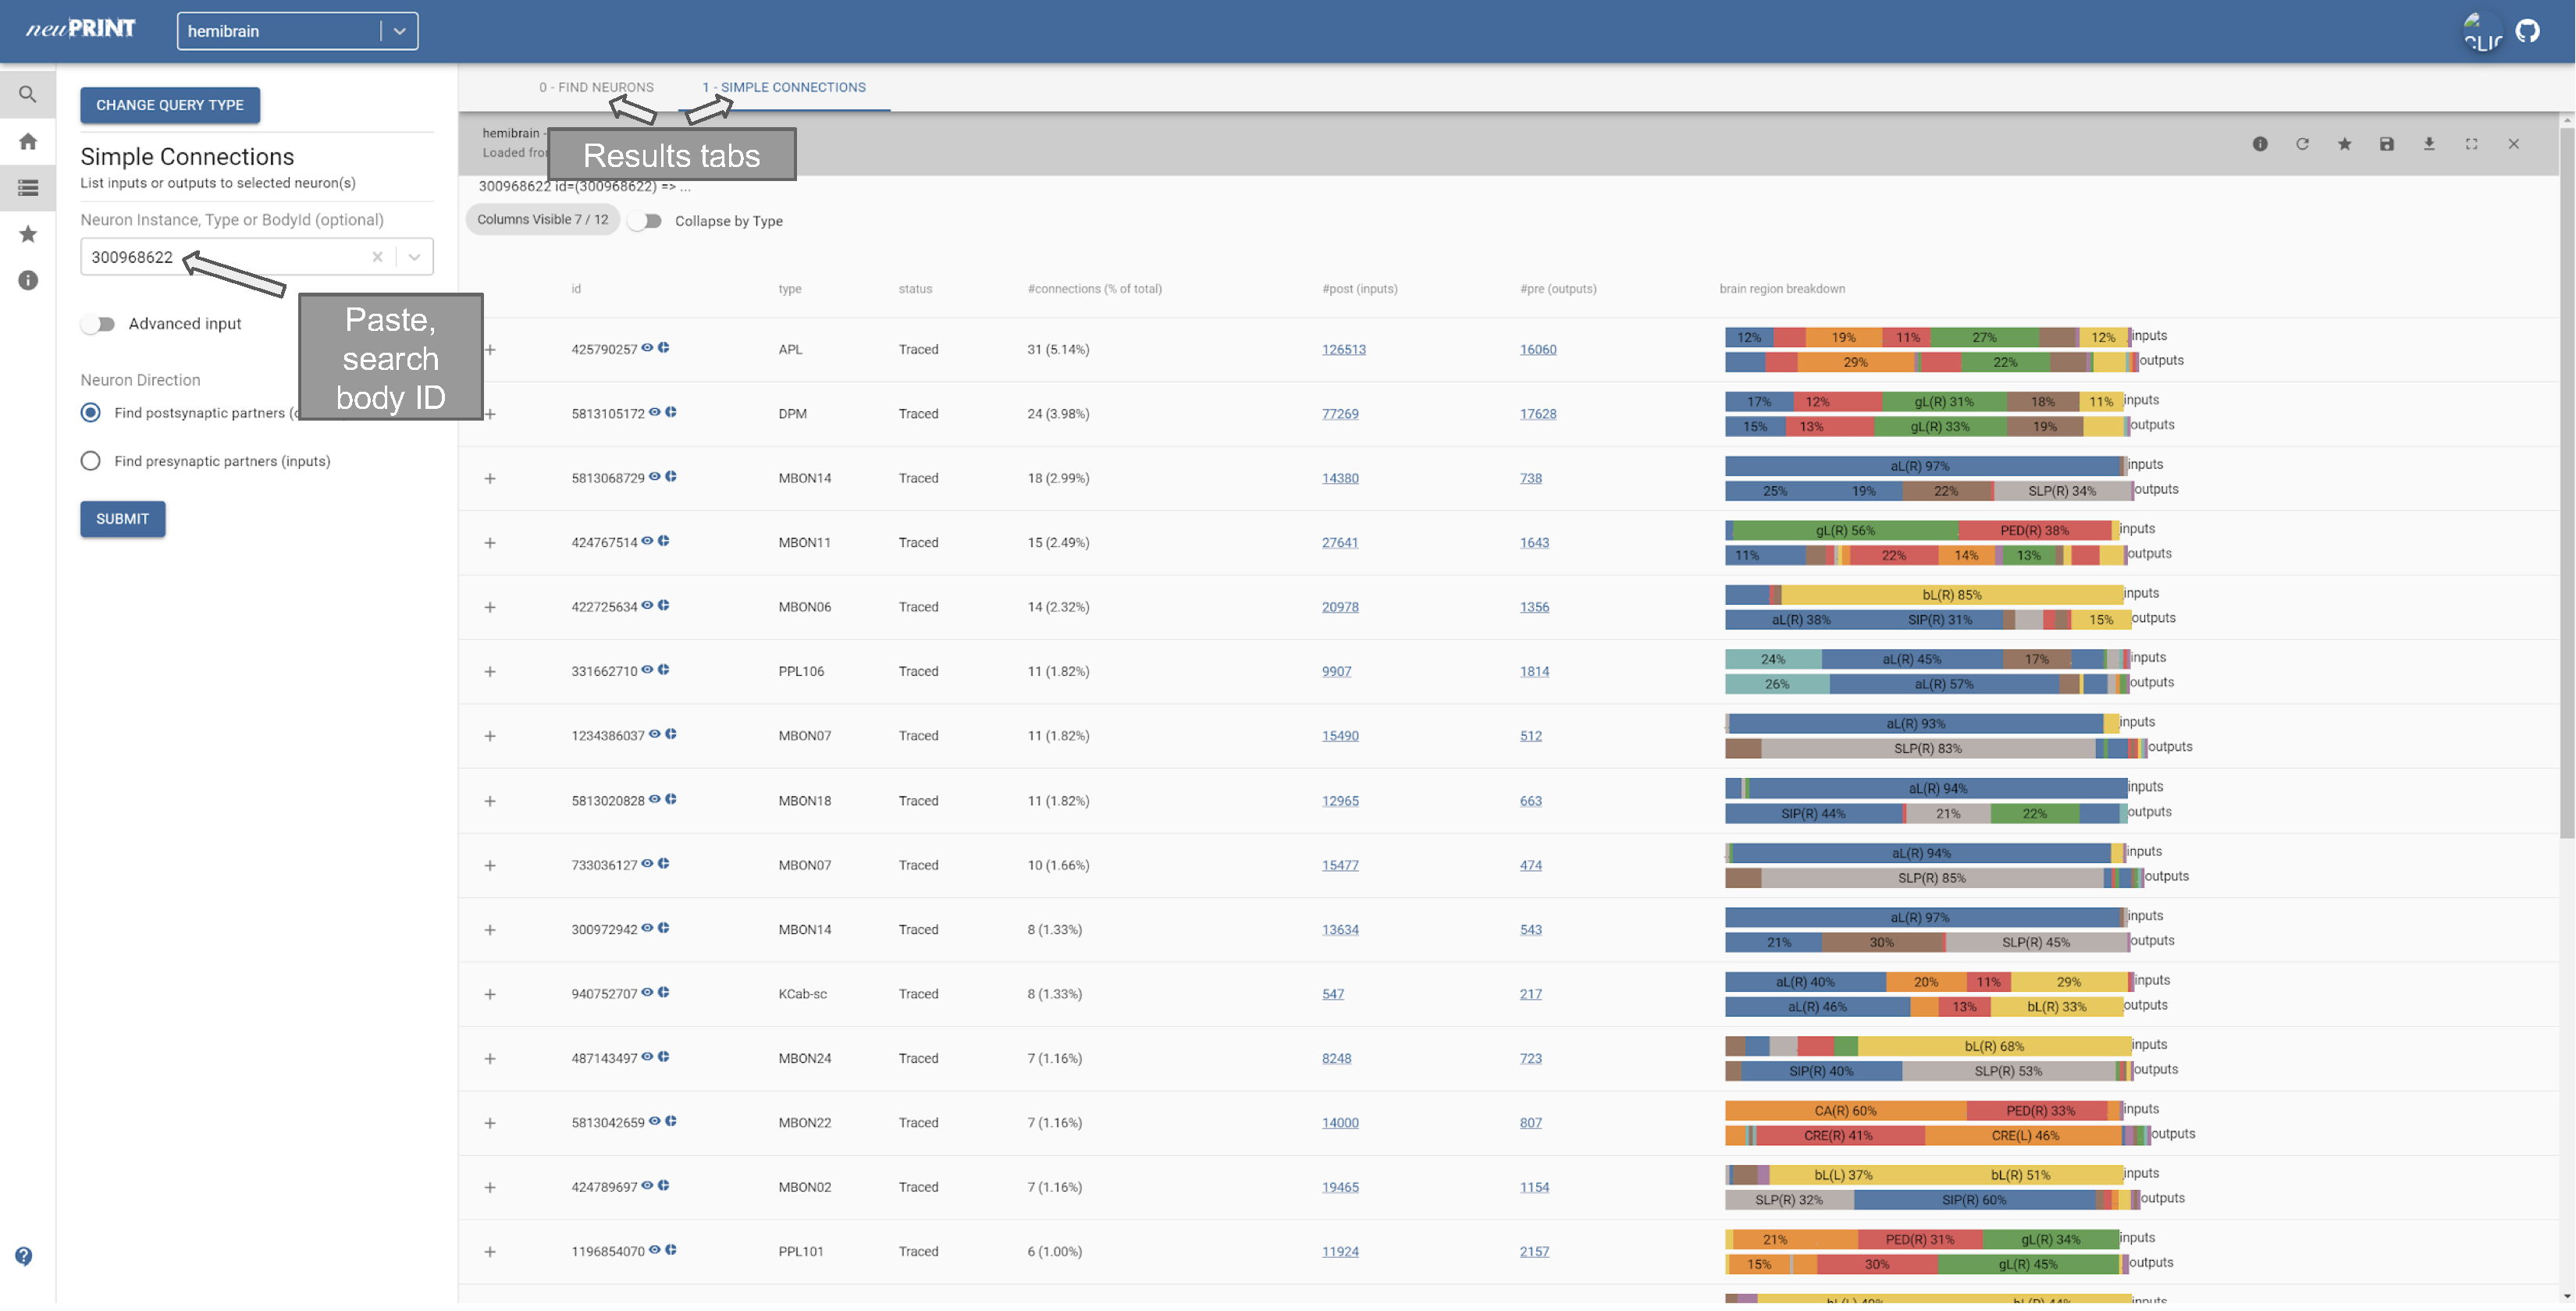 neuPRINT
hemibrain
CHANGE QUERY TYPE
Simple Connections
List inputs or outputs to selected neuron(s)
Neuron Instance, Type or BodyId (optional)
300968622
Paste,
search
body ID
Advanced input
Neuron Direction
Find postsynaptic partners (
Find presynaptic partners (inputs)
SUBMIT
0 - FIND NEURONS 1 - SIMPLE CONNECTIONS
Results tabs
hemibrain -
Loaded from
300968622 id=(300968622) => ...
Columns Visible 7 / 12 Collapse by Type
id type status #connections (% of total) #post (inputs) #pre (outputs) brain region breakdown
12% 19% 11% 27% 12% inputs
425790257 APL Traced 31 (5.14%) 126513 16060
29% 22% outputs
17% 12% gL(R) 31% 18% 11% inputs
5813105172 DPM Traced 24 (3.98%) 77269 17628
15% 13% gL(R) 33% 19% outputs
aL(R) 97% inputs
5813068729 MBON14 Traced 18 (2.99%) 14380 738
25% 19% 22% SLP(R) 34% outputs
gL(R) 56% PED(R) 38% inputs
424767514 MBON11 Traced 15 (2.49%) 27641 1643
11% 22% 14% 13% outputs
bL(R) 85% inputs
422725634 MBON06 Traced 14 (2.32%) 20978 1356
aL(R) 38% SIP(R) 31% 15% outputs
24% aL(R) 45% 17% inputs
331662710 PPL106 Traced 11 (1.82%) 9907 1814
26% aL(R) 57% outputs
aL(R) 93% inputs
1234386037 MBON07 Traced 11 (1.82%) 15490 512
SLP(R) 83% outputs
aL(R) 94% inputs
5813020828 MBON18 Traced 11 (1.82%) 12965 663
SIP(R) 44% 21% 22% outputs
aL(R) 94% inputs
733036127 MBON07 Traced 10 (1.66%) 15477 474
SLP(R) 85% outputs
aL(R) 97% inputs
300972942 MBON14 Traced 8 (1.33%) 13634 543
21% 30% SLP(R) 45% outputs
aL(R) 40% 20% 11% 29% inputs
940752707 KCab-sc Traced 8 (1.33%) 547 217
aL(R) 46% 13% bL(R) 33% outputs
bL(R) 68% inputs
487143497 MBON24 Traced 7 (1.16%) 8248 723
SIP(R) 40% SLP(R) 53% outputs
CA(R) 60% PED(R) 33% inputs
5813042659 MBON22 Traced 7 (1.16%) 14000 807
CRE(R) 41% CRE(L) 46% outputs
bL(L) 37% bL(R) 51% inputs
424789697 MBON02 Traced 7 (1.16%) 19465 1154
SLP(R) 32% SIP(R) 60% outputs
21% PED(R) 31% gL(R) 34% inputs
1196854070 PPL101 Traced 6 (1.00%) 11924 2157
15% 30% gL(R) 45% outputs